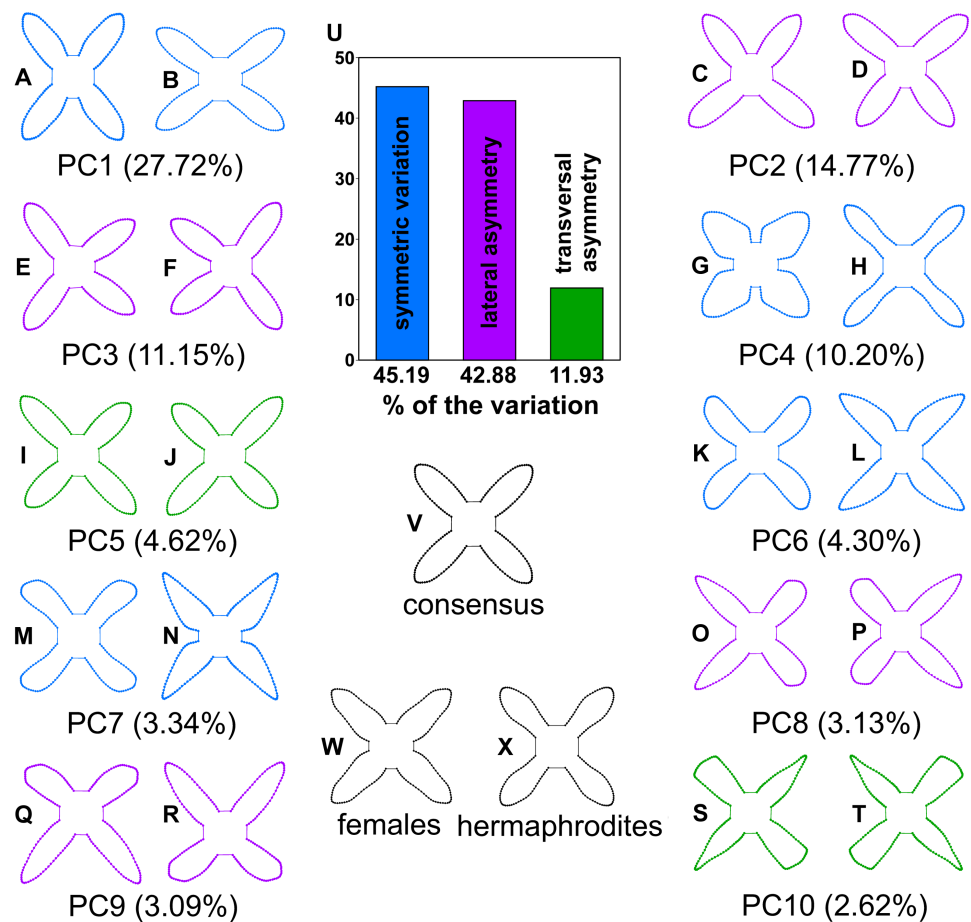 A
B
PC1 (27.72%)
U
50
40
30
20
10
0
symmetric variation
lateral asymmetry
transversal
asymmetry
45.19 42.88 11.93
% of the variation
C
D
PC2 (14.77%)
E
F
PC3 (11.15%)
G
H
PC4 (10.20%)
I
J
PC5 (4.62%)
V
consensus
K
L
PC6 (4.30%)
M
N
PC7 (3.34%)
W
females
X
hermaphrodites
O
P
PC8 (3.13%)
Q
R
PC9 (3.09%)
S
T
PC10 (2.62%)